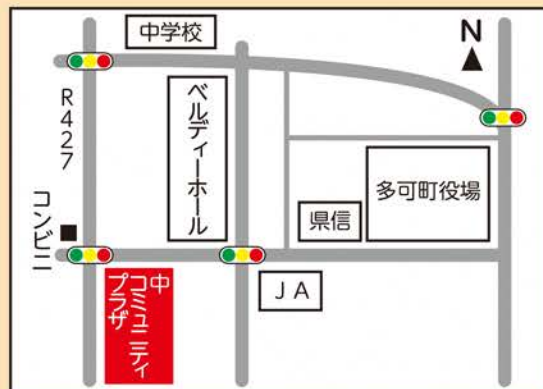 中学校
N
R427
ベルディーホール
多可町役場
県信
コンビニ
JA
中
コミュニティ
プラザ